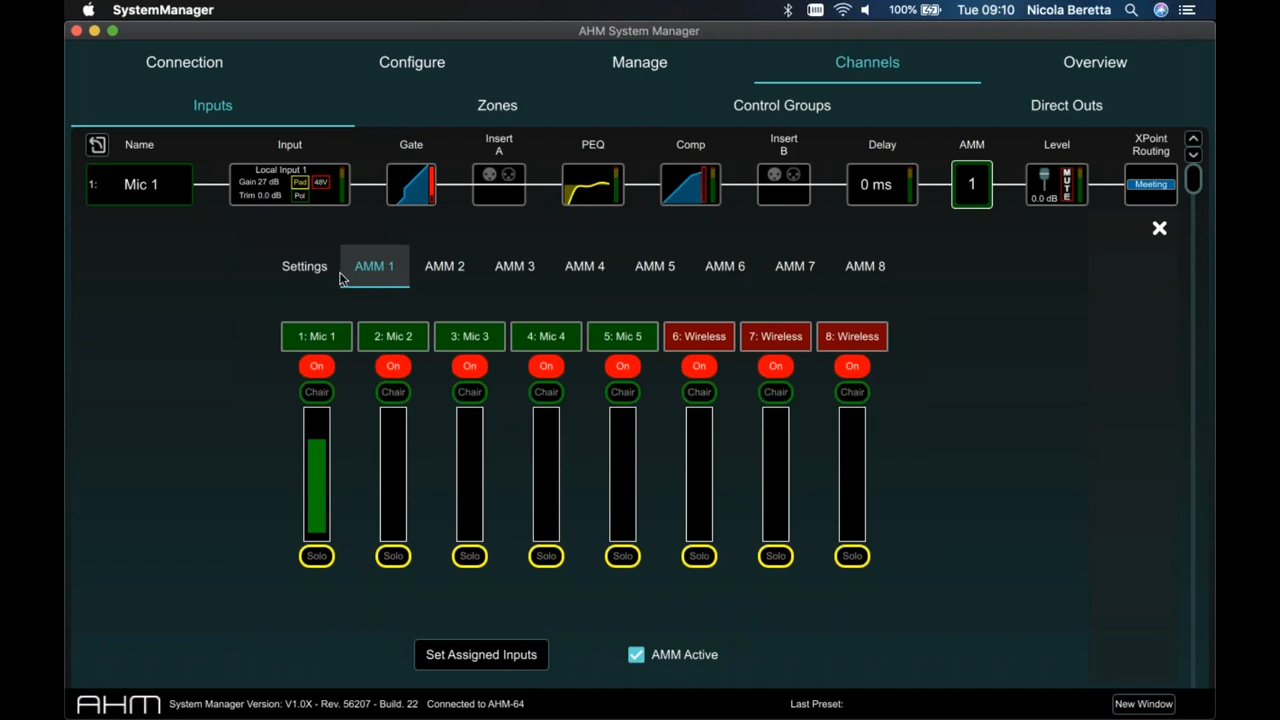 SystemManager 100% Tue 09:10 Nicola Beretta
AHM System Manager
Connection Configure Manage Channels Overview
Inputs Zones Control Groups Direct Outs
Name Input Gate Insert A PEQ Comp Insert B Delay AMM Level XPoint Routing
1: Mic 1
Local Input 1
Gain 27 dB Pad 48V
Trim 0.0 dB Pol
0 ms
1
MUTE
0.0 dB
Meeting
Settings AMM 1 AMM 2 AMM 3 AMM 4 AMM 5 AMM 6 AMM 7 AMM 8
1: Mic 1 2: Mic 2 3: Mic 3 4: Mic 4 5: Mic 5 6: Wireless 7: Wireless 8: Wireless
On On On On On On On On
Chair Chair Chair Chair Chair Chair Chair Chair
Solo Solo Solo Solo Solo Solo Solo Solo
Set Assigned Inputs AMM Active
AHM System Manager Version: V1.0X - Rev. 56207 - Build. 22 Connected to AHM-64 Last Preset: New Window